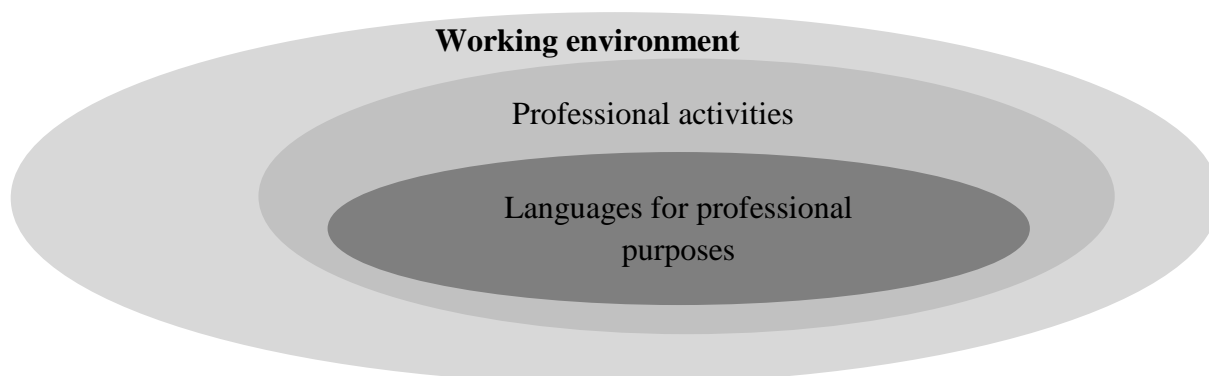 Working environment
Professional activities
Languages for professional
purposes